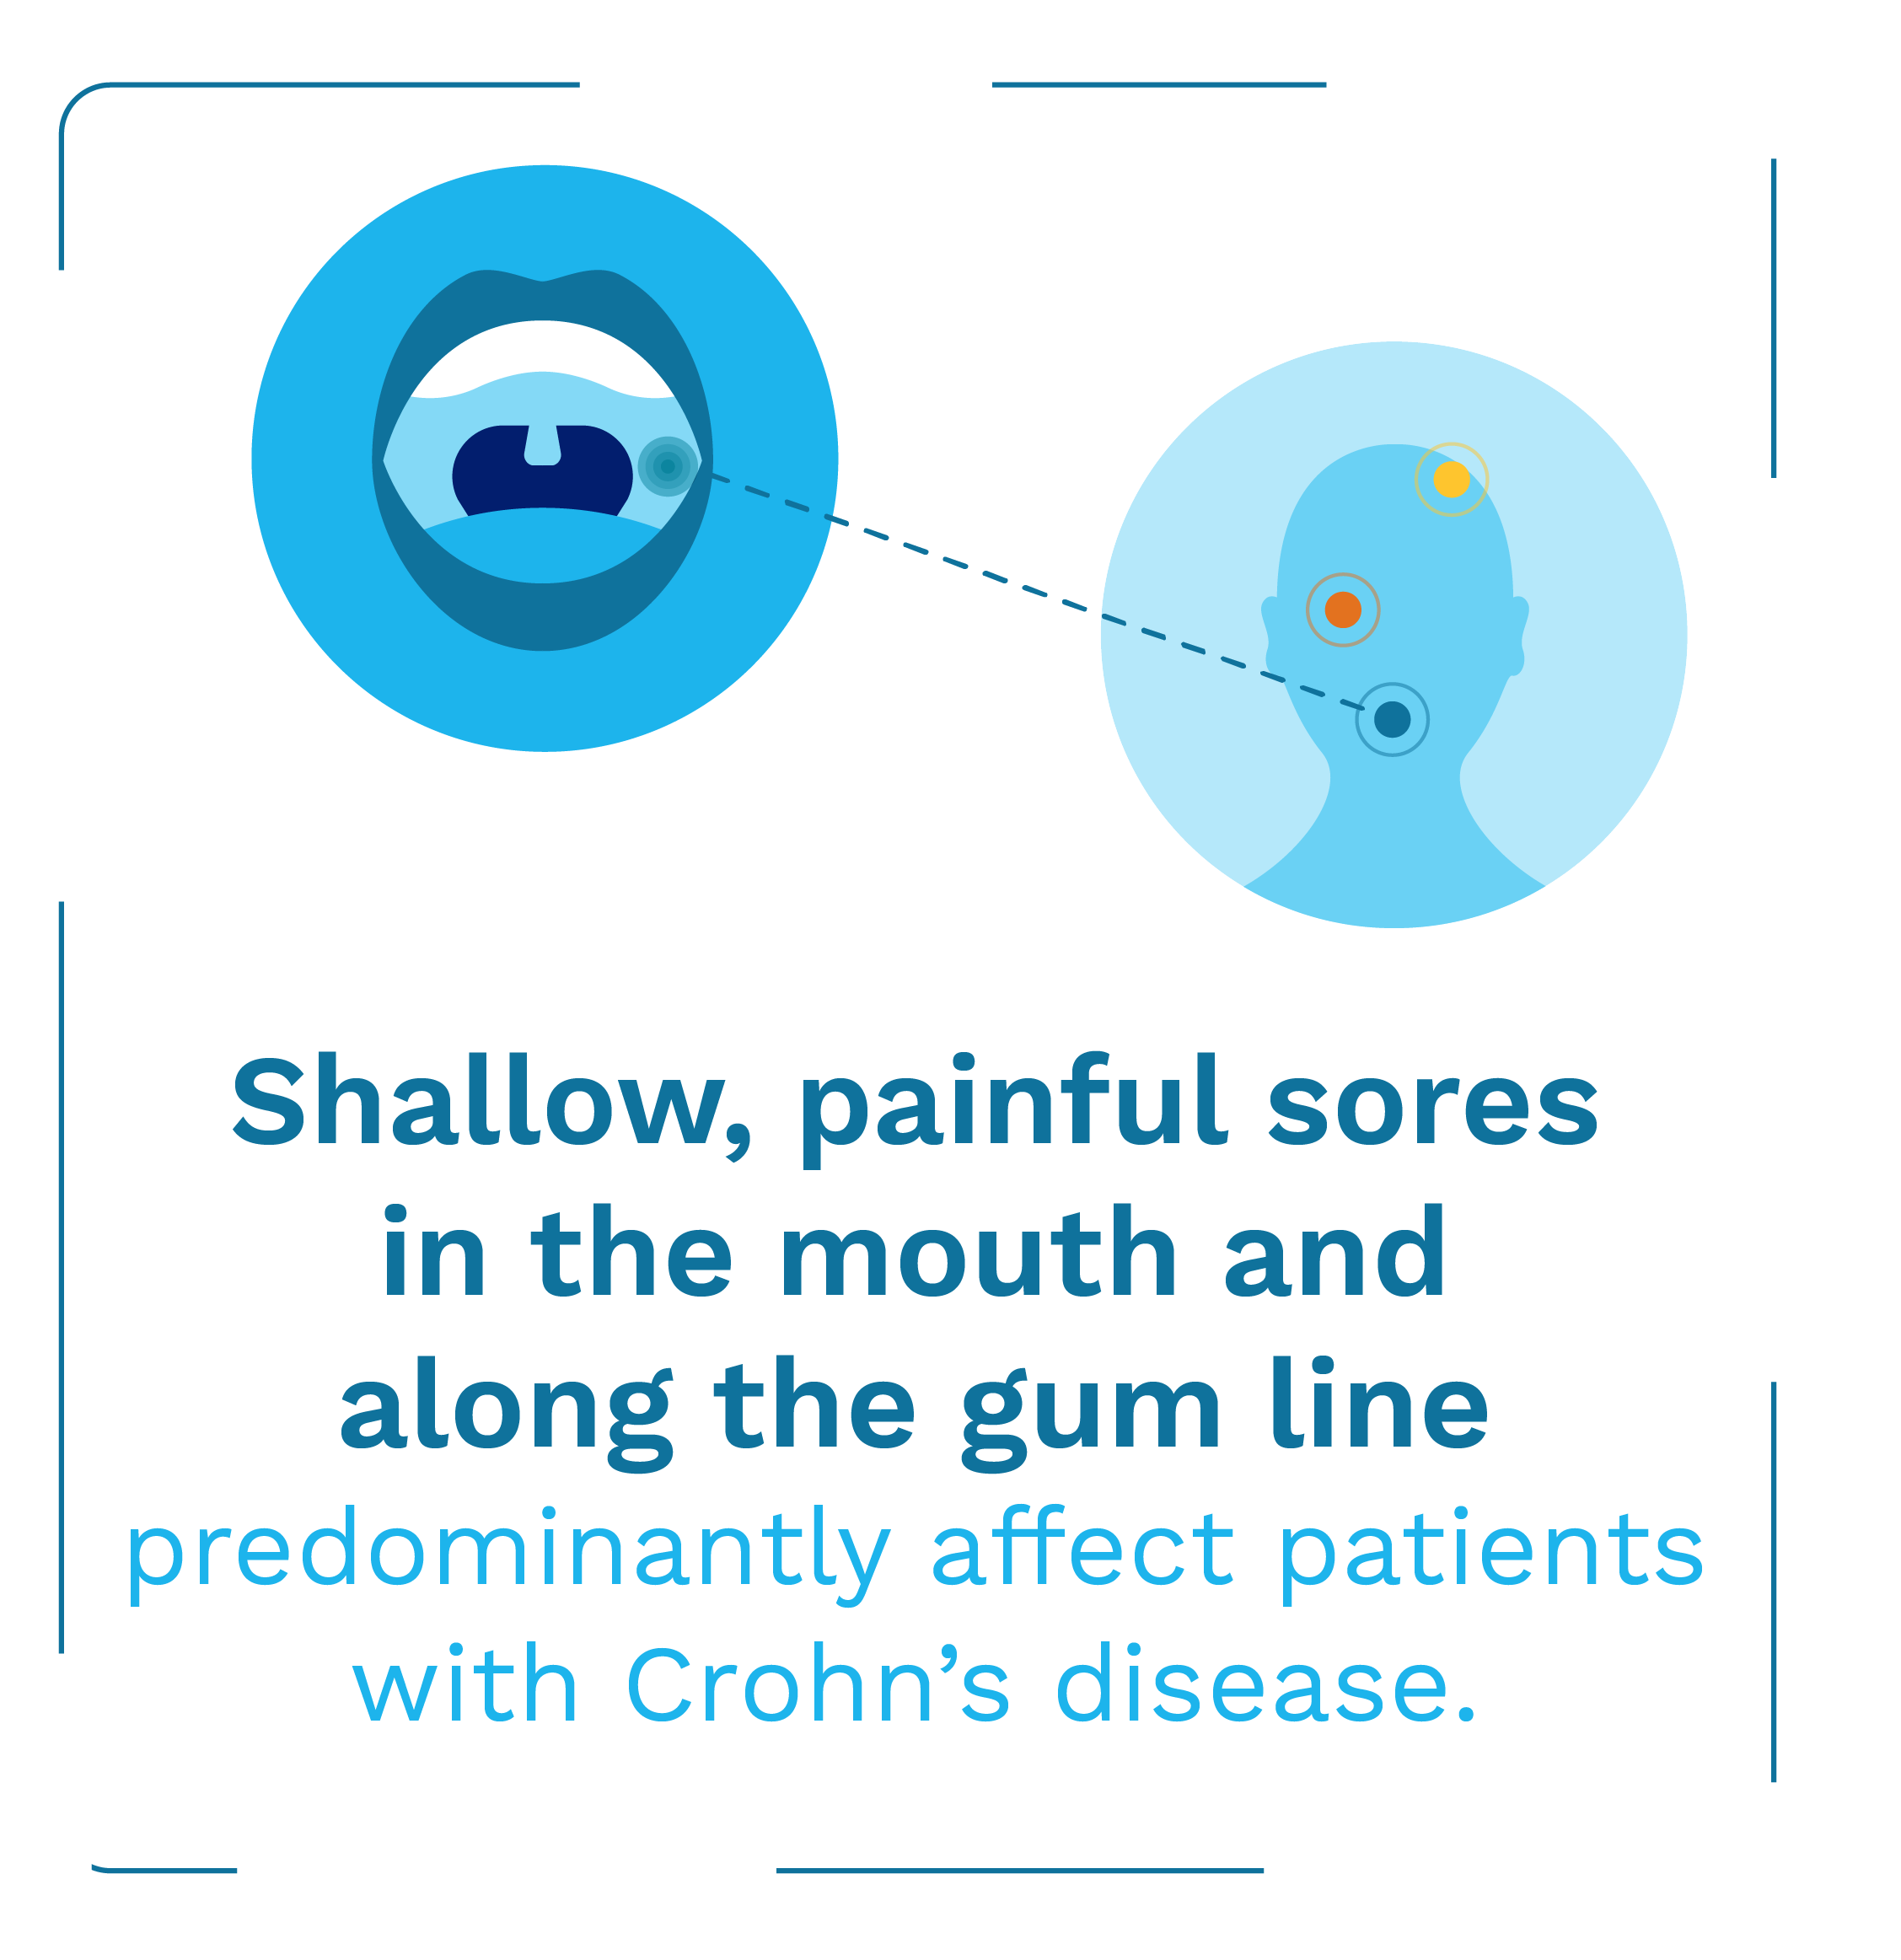 Shallow, painful sores
in the mouth and
along the gum line
predominantly affect patients
with Crohn’s disease.